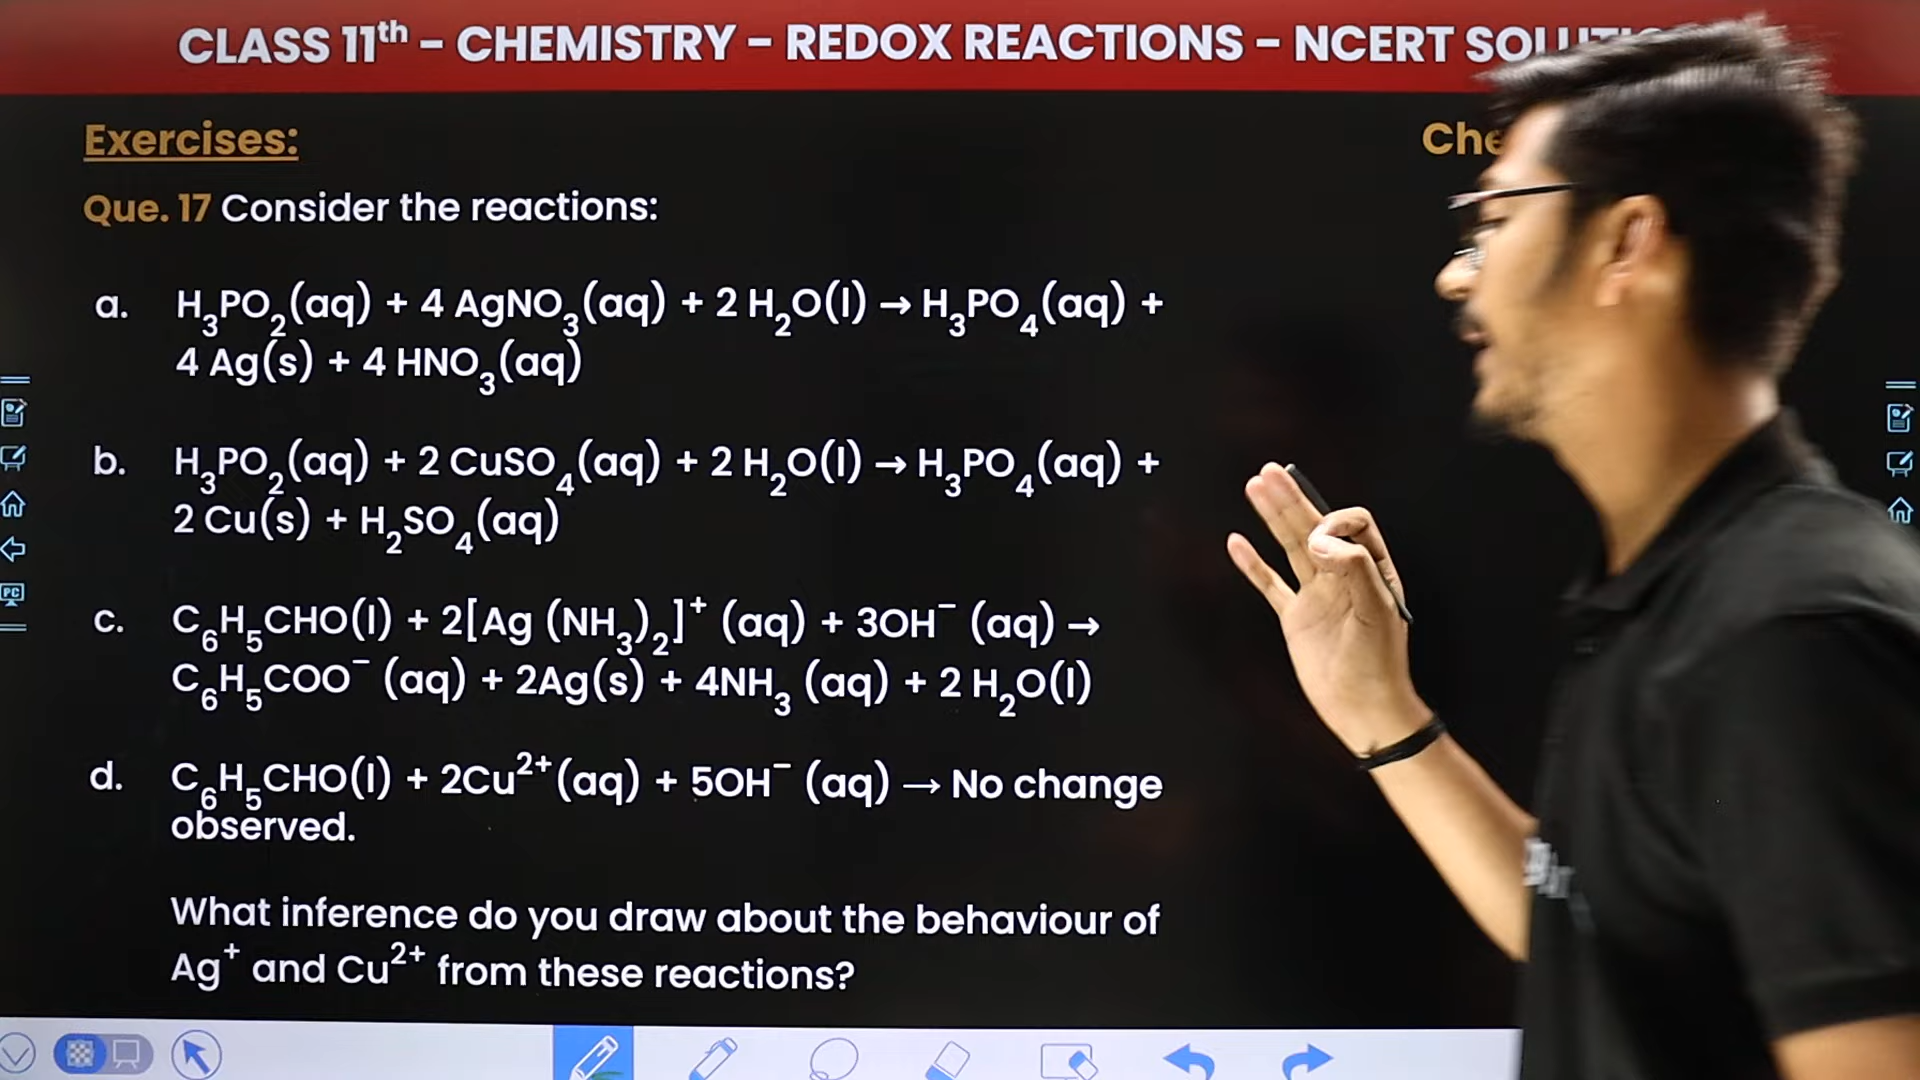 CLASS 11th - CHEMISTRY - REDOX REACTIONS - NCERT
Exercises:
Que. 17 Consider the reactions:
a. H₃PO₂(aq) + 4 AgNO₃(aq) + 2 H₂O(l) → H₃PO₄(aq) +
4 Ag(s) + 4 HNO₃(aq)
b. H₃PO₂(aq) + 2 CuSO₄(aq) + 2 H₂O(l) → H₃PO₄(aq) +
2 Cu(s) + H₂SO₄(aq)
c. C₆H₅CHO(l) + 2[Ag (NH₃)₂]⁺ (aq) + 3OH⁻ (aq) →
C₆H₅COO⁻ (aq) + 2Ag(s) + 4NH₃ (aq) + 2 H₂O(l)
d. C₆H₅CHO(l) + 2Cu²⁺(aq) + 5OH⁻ (aq) → No change
observed.
What inference do you draw about the behaviour of
Ag⁺ and Cu²⁺ from these reactions?
PC